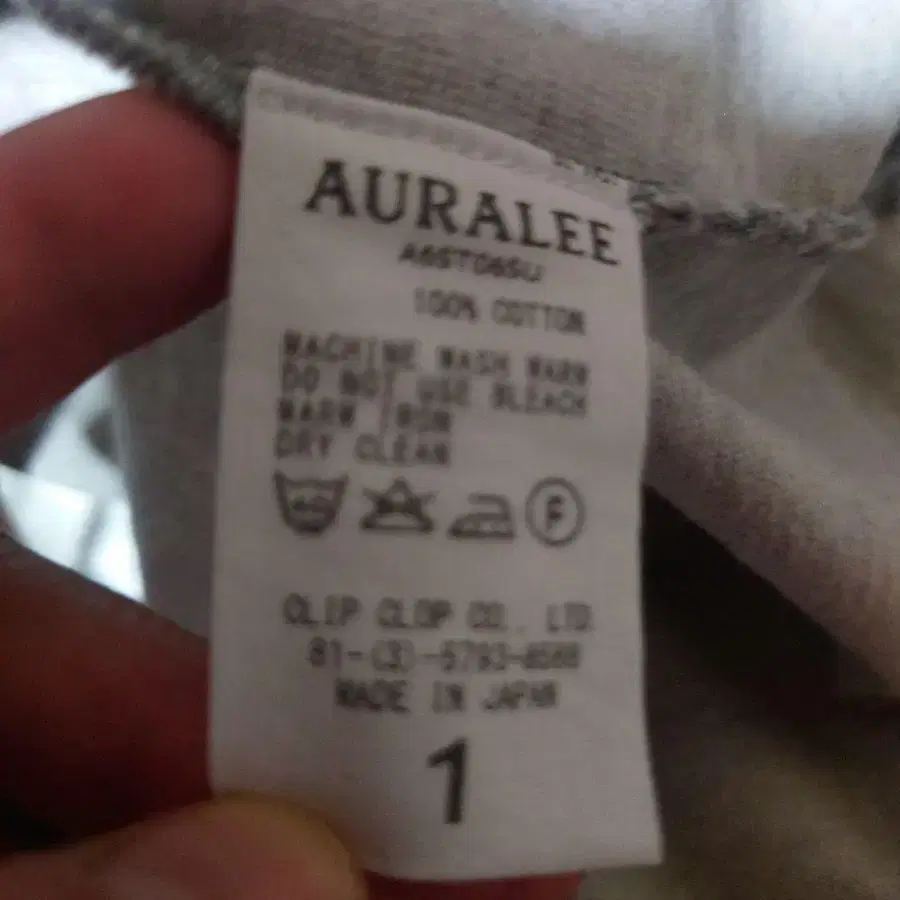 AURALEE
A6ST06SU
100% COTTON
MACHINE WASH WARM
DO NOT USE BLEACH
WARM IRON
DRY CLEAN
F
CLIP CLOP CO., LTD.
MADE IN JAPAN
1